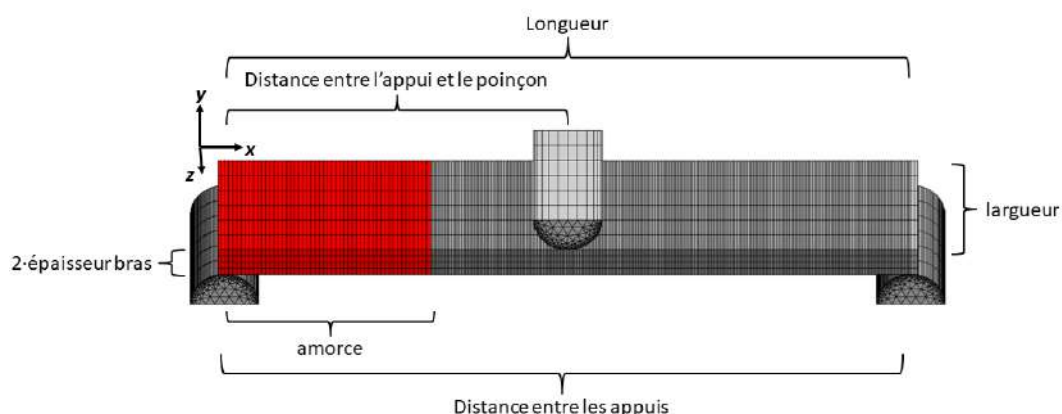 Longueur
Distance entre l'appui et le poinçon
y
x
z
largueur
2·épaisseur bras
amorce
Distance entre les appuis